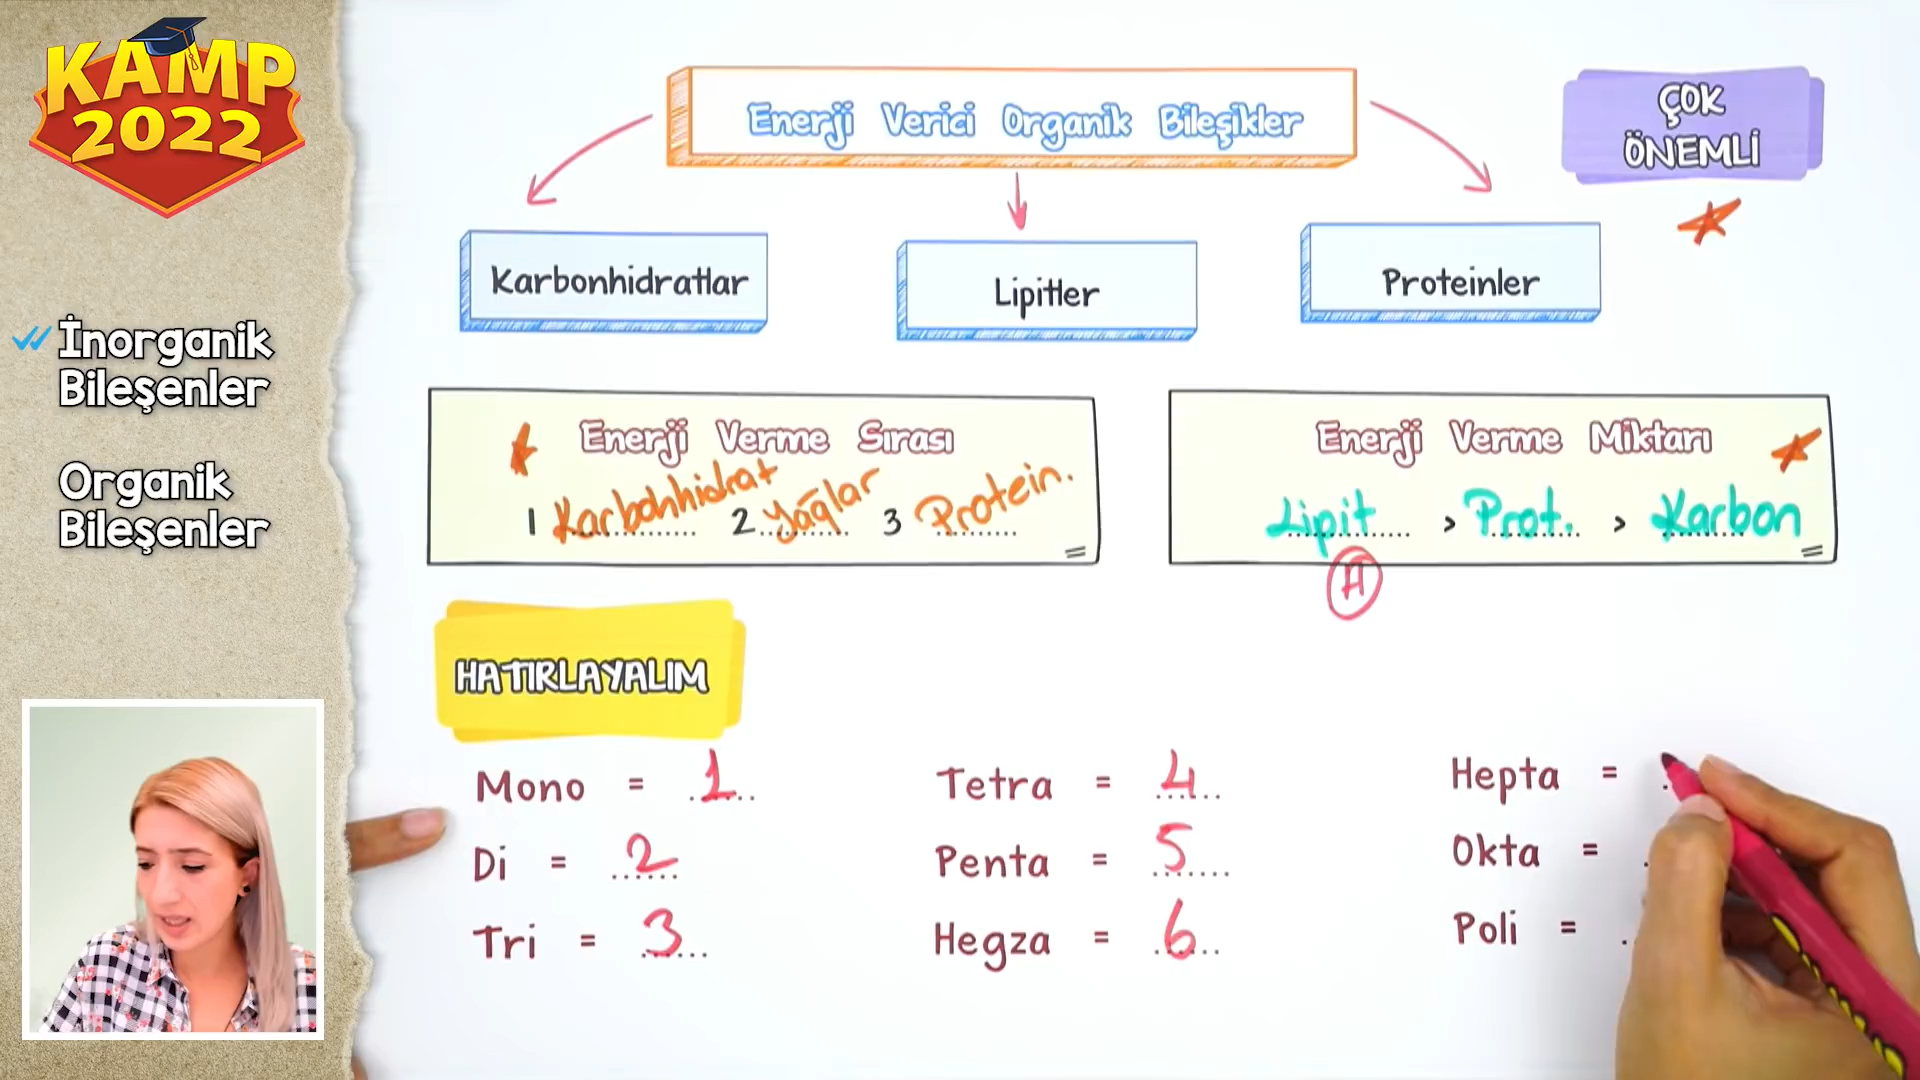 KAMP
2022
İnorganik
Bileşenler
Organik
Bileşenler
Enerji Verici Organik Bileşikler
ÇOK
ÖNEMLİ
Karbonhidratlar
Lipitler
Proteinler
Enerji Verme Sırası
1 Karbonhhidrat 2 Yağlar 3 Protein.
Enerji Verme Miktarı
Lipit > Prot. > Karbon
H
HATIRLAYALIM
Mono = 1
Di = 2
Tri = 3
Tetra = 4
Penta = 5
Hegza = 6
Hepta =
Okta =
Poli =